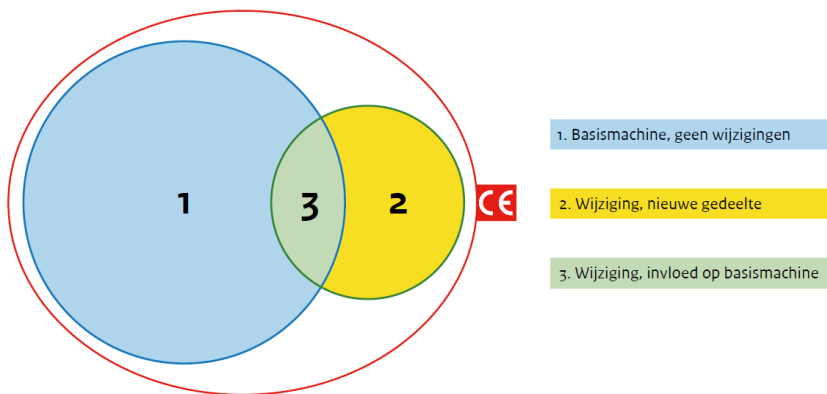 1
3
2
CE
1. Basismachine, geen wijzigingen
2. Wijziging, nieuwe gedeelte
3. Wijziging, invloed op basismachine